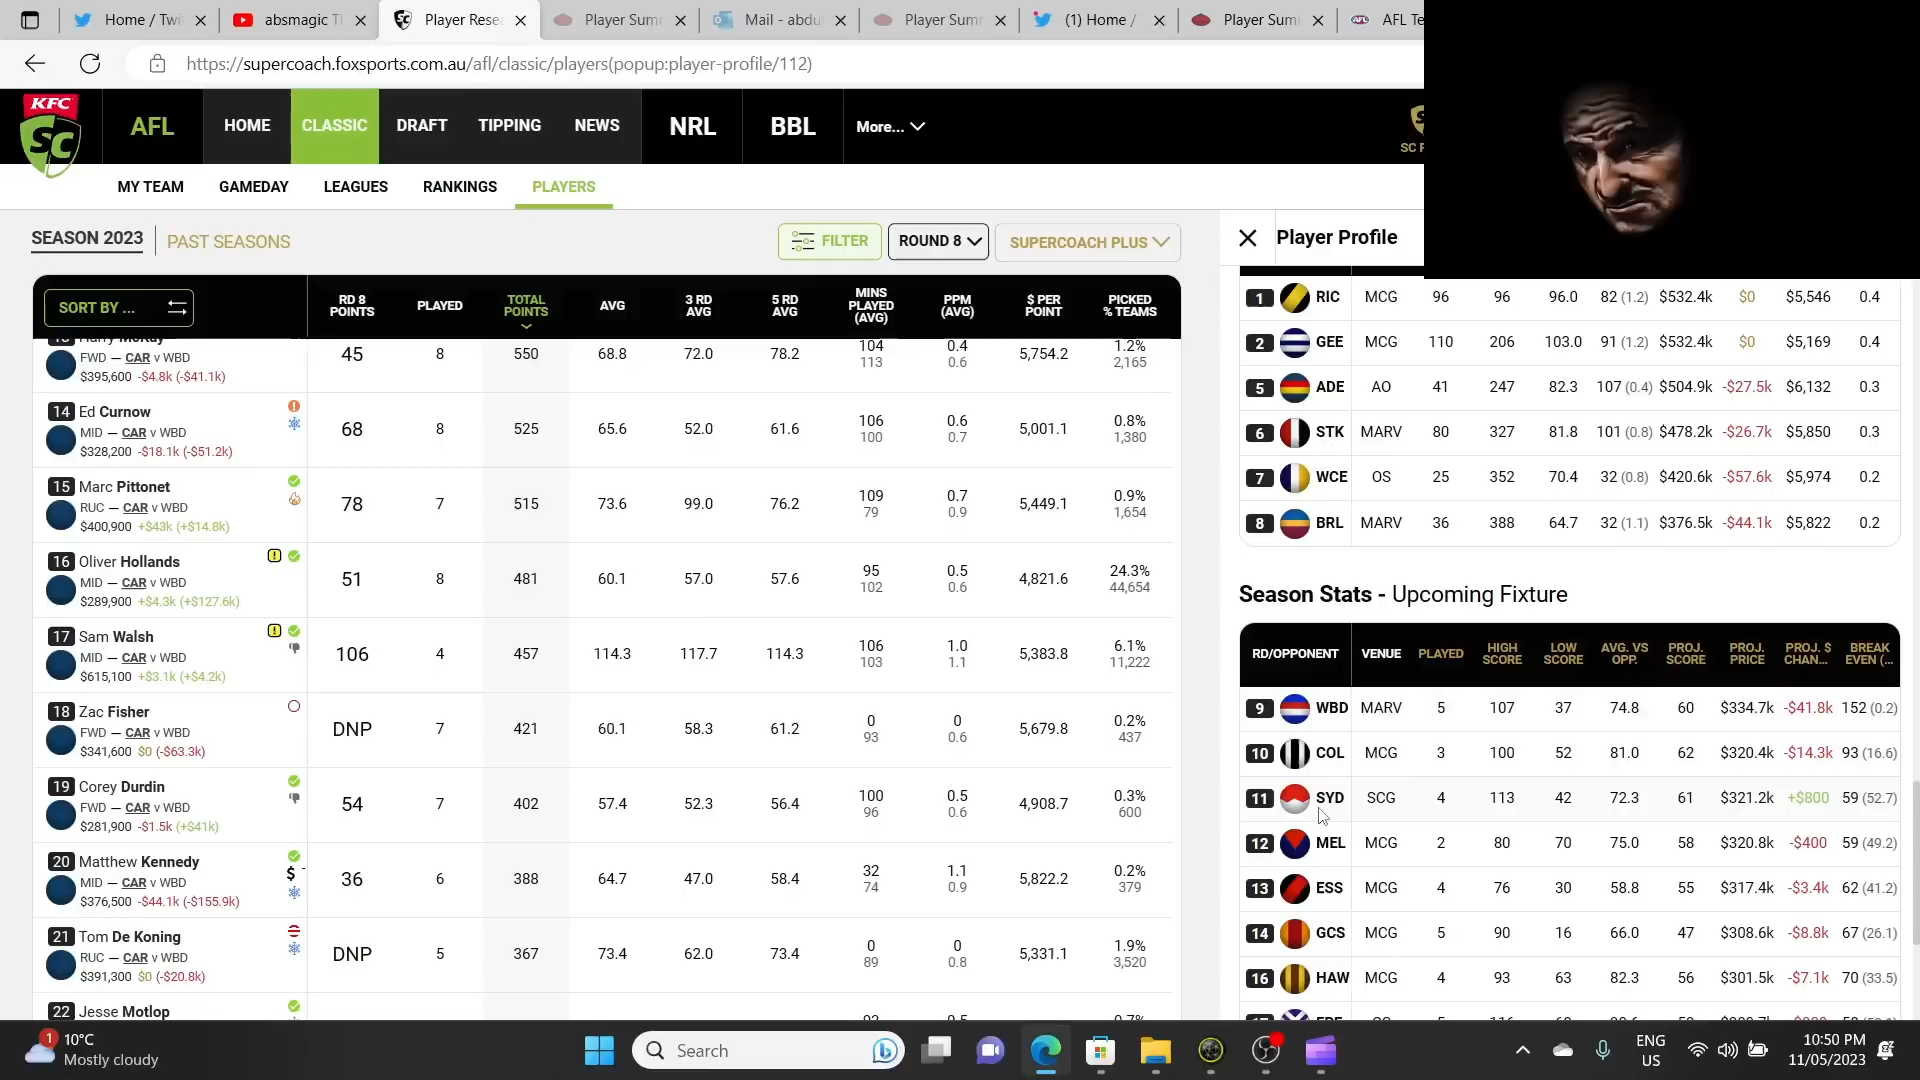 Home / Twi
absmagic Th
Player Rese
Player Sum
Mail - abdu
Player Sum
(1) Home /
Player Sum
AFL Te
https://supercoach.foxsports.com.au/afl/classic/players(popup:player-profile/112)
KFC
SC
AFL
HOME
CLASSIC
DRAFT
TIPPING
NEWS
NRL
BBL
More...
SC P
MY TEAM
GAMEDAY
LEAGUES
RANKINGS
PLAYERS
SEASON 2023
PAST SEASONS
FILTER
ROUND 8
SUPERCOACH PLUS
Player Profile
SORT BY ...
RD 8 POINTS PLAYED TOTAL POINTS AVG 3 RD AVG 5 RD AVG MINS PLAYED (AVG) PPM (AVG) $ PER POINT PICKED % TEAMS
Harry McKay
FWD — CAR v WBD
$395,600 -$4.8k (-$41.1k)
45 8 550 68.8 72.0 78.2 104 113 0.4 0.6 5,754.2 1.2% 2,165
14 Ed Curnow
MID — CAR v WBD
$328,200 -$18.1k (-$51.2k)
68 8 525 65.6 52.0 61.6 106 100 0.6 0.7 5,001.1 0.8% 1,380
15 Marc Pittonet
RUC — CAR v WBD
$400,900 +$43k (+$14.8k)
78 7 515 73.6 99.0 76.2 109 79 0.7 0.9 5,449.1 0.9% 1,654
16 Oliver Hollands
MID — CAR v WBD
$289,900 +$4.3k (+$127.6k)
51 8 481 60.1 57.0 57.6 95 102 0.5 0.6 4,821.6 24.3% 44,654
17 Sam Walsh
MID — CAR v WBD
$615,100 +$3.1k (+$4.2k)
106 4 457 114.3 117.7 114.3 106 103 1.0 1.1 5,383.8 6.1% 11,222
18 Zac Fisher
FWD — CAR v WBD
$341,600 $0 (-$63.3k)
DNP 7 421 60.1 58.3 61.2 0 93 0 0.6 5,679.8 0.2% 437
19 Corey Durdin
FWD — CAR v WBD
$281,900 -$1.5k (+$41k)
54 7 402 57.4 52.3 56.4 100 96 0.5 0.6 4,908.7 0.3% 600
20 Matthew Kennedy
MID — CAR v WBD
$376,500 -$44.1k (-$155.9k)
$ -
36 6 388 64.7 47.0 58.4 32 74 1.1 0.9 5,822.2 0.2% 379
21 Tom De Koning
RUC — CAR v WBD
$391,300 $0 (-$20.8k)
DNP 5 367 73.4 62.0 73.4 0 89 0 0.8 5,331.1 1.9% 3,520
22 Jesse Motlop
1 RIC MCG 96 96 96.0 82 (1.2) $532.4k $0 $5,546 0.4
2 GEE MCG 110 206 103.0 91 (1.2) $532.4k $0 $5,169 0.4
5 ADE AO 41 247 82.3 107 (0.4) $504.9k -$27.5k $6,132 0.3
6 STK MARV 80 327 81.8 101 (0.8) $478.2k -$26.7k $5,850 0.3
7 WCE OS 25 352 70.4 32 (0.8) $420.6k -$57.6k $5,974 0.2
8 BRL MARV 36 388 64.7 32 (1.1) $376.5k -$44.1k $5,822 0.2
Season Stats - Upcoming Fixture
RD/OPPONENT VENUE PLAYED HIGH SCORE LOW SCORE AVG. VS OPP. PROJ. SCORE PROJ. PRICE PROJ. $ CHAN... BREAK EVEN (...
9 WBD MARV 5 107 37 74.8 60 $334.7k -$41.8k 152 (0.2)
10 COL MCG 3 100 52 81.0 62 $320.4k -$14.3k 93 (16.6)
11 SYD SCG 4 113 42 72.3 61 $321.2k +$800 59 (52.7)
12 MEL MCG 2 80 70 75.0 58 $320.8k -$400 59 (49.2)
13 ESS MCG 4 76 30 58.8 55 $317.4k -$3.4k 62 (41.2)
14 GCS MCG 5 90 16 66.0 47 $308.6k -$8.8k 67 (26.1)
16 HAW MCG 4 93 63 82.3 56 $301.5k -$7.1k 70 (33.5)
1
10°C
Mostly cloudy
Search
ENG
US
10:50 PM
11/05/2023